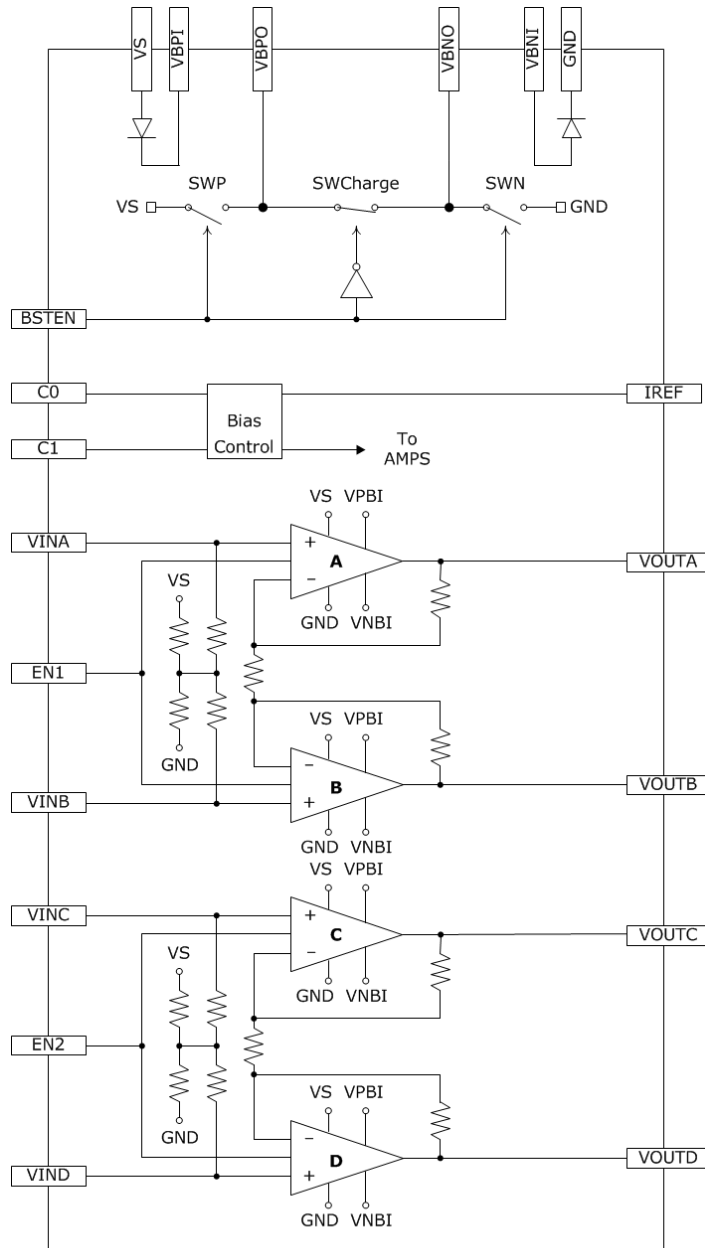 VS
VBPI
VBPO
VBNO
VBNI
GND
SWP
SWCharge
SWN
VS
GND
BSTEN
C0
IREF
Bias
Control
C1
To
AMPS
VS VPBI
VINA
+
A
−
VOUTA
VS
GND VNBI
EN1
VS VPBI
GND
−
B
+
VOUTB
VINB
GND VNBI
VS VPBI
VINC
+
C
−
VOUTC
VS
GND VNBI
EN2
VS VPBI
GND
−
D
+
VOUTD
VIND
GND VNBI